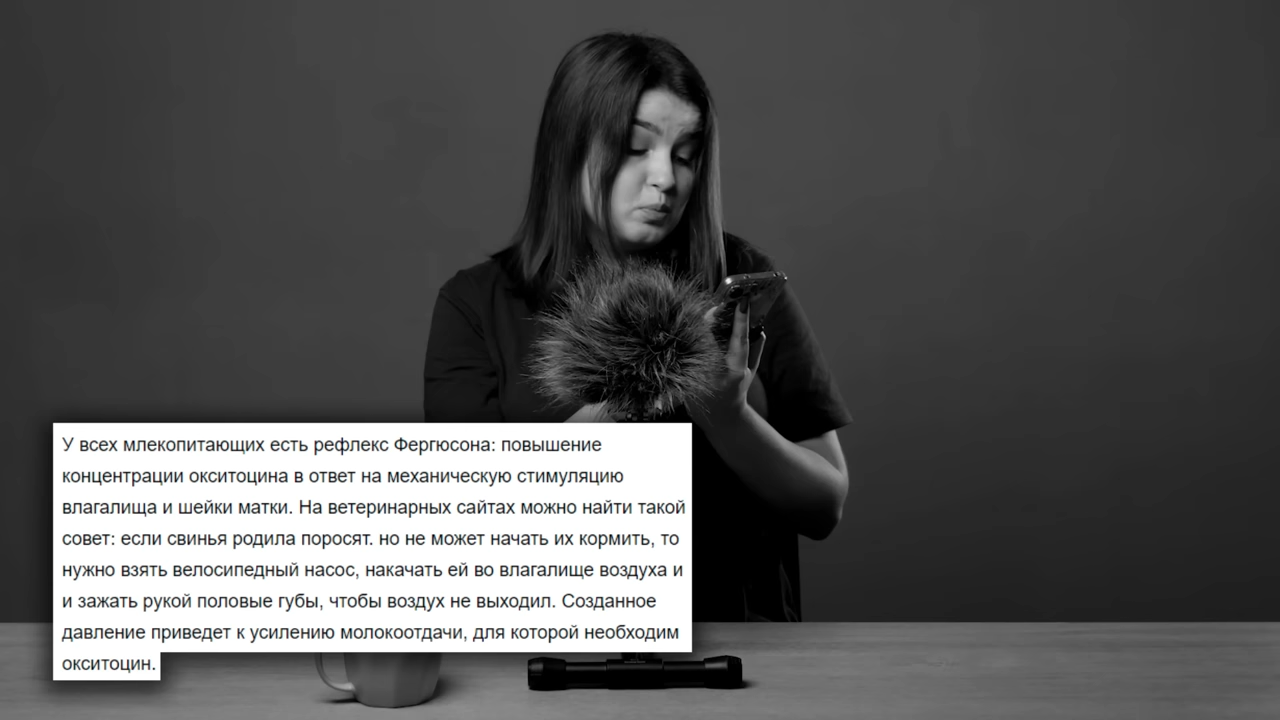 У всех млекопитающих есть рефлекс Фергюсона: повышение
концентрации окситоцина в ответ на механическую стимуляцию
влагалища и шейки матки. На ветеринарных сайтах можно найти такой
совет: если свинья родила поросят. но не может начать их кормить, то
нужно взять велосипедный насос, накачать ей во влагалище воздуха и
и зажать рукой половые губы, чтобы воздух не выходил. Созданное
давление приведет к усилению молокоотдачи, для которой необходим
окситоцин.